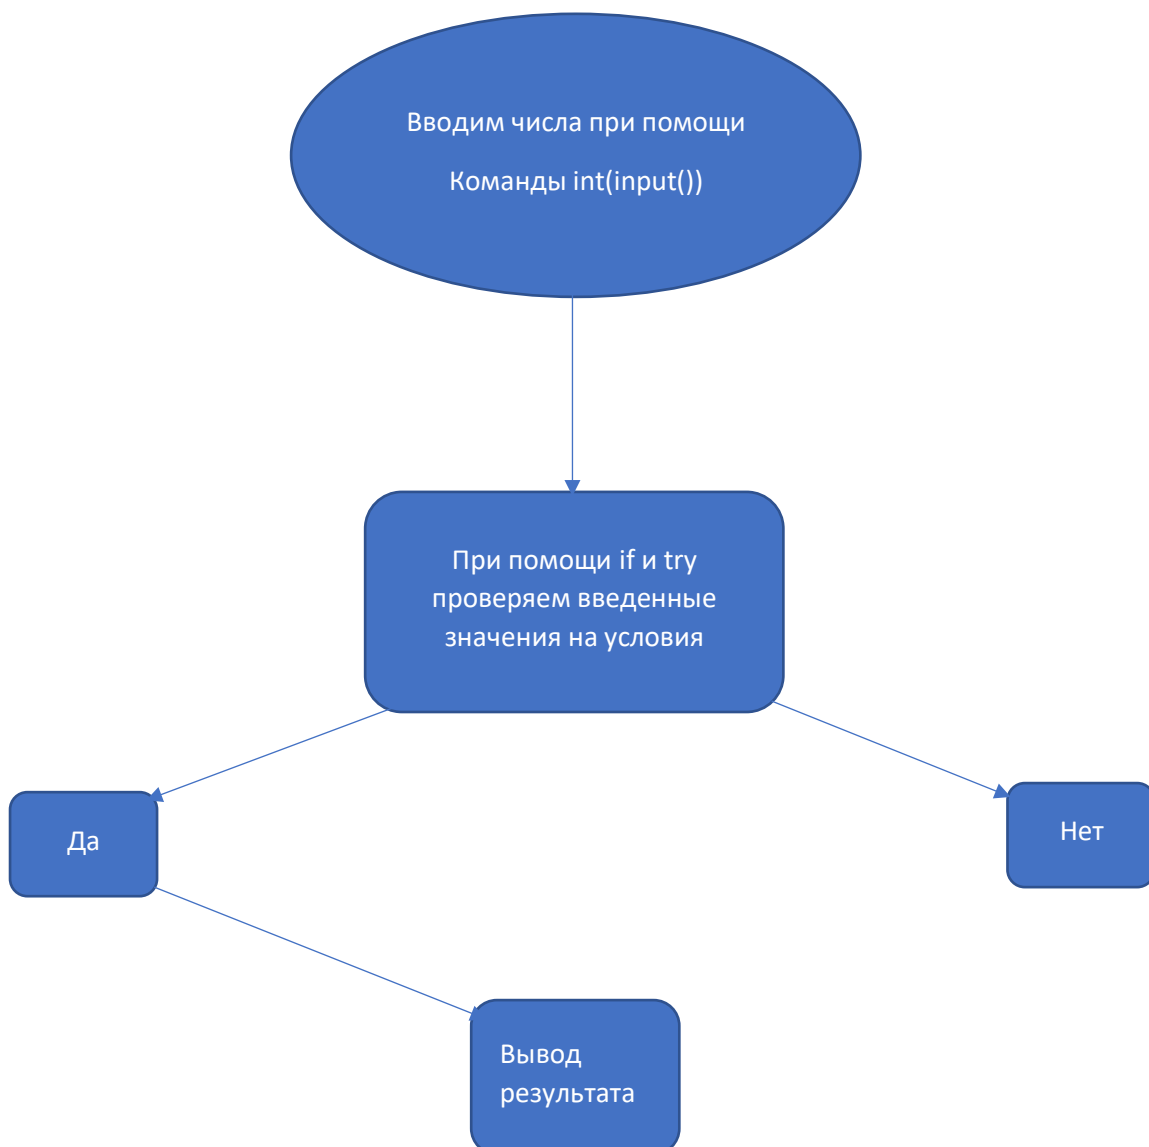 Вводим числа при помощи
Команды int(input())
При помощи if и try
проверяем введенные
значения на условия
Да
Нет
Вывод
результата